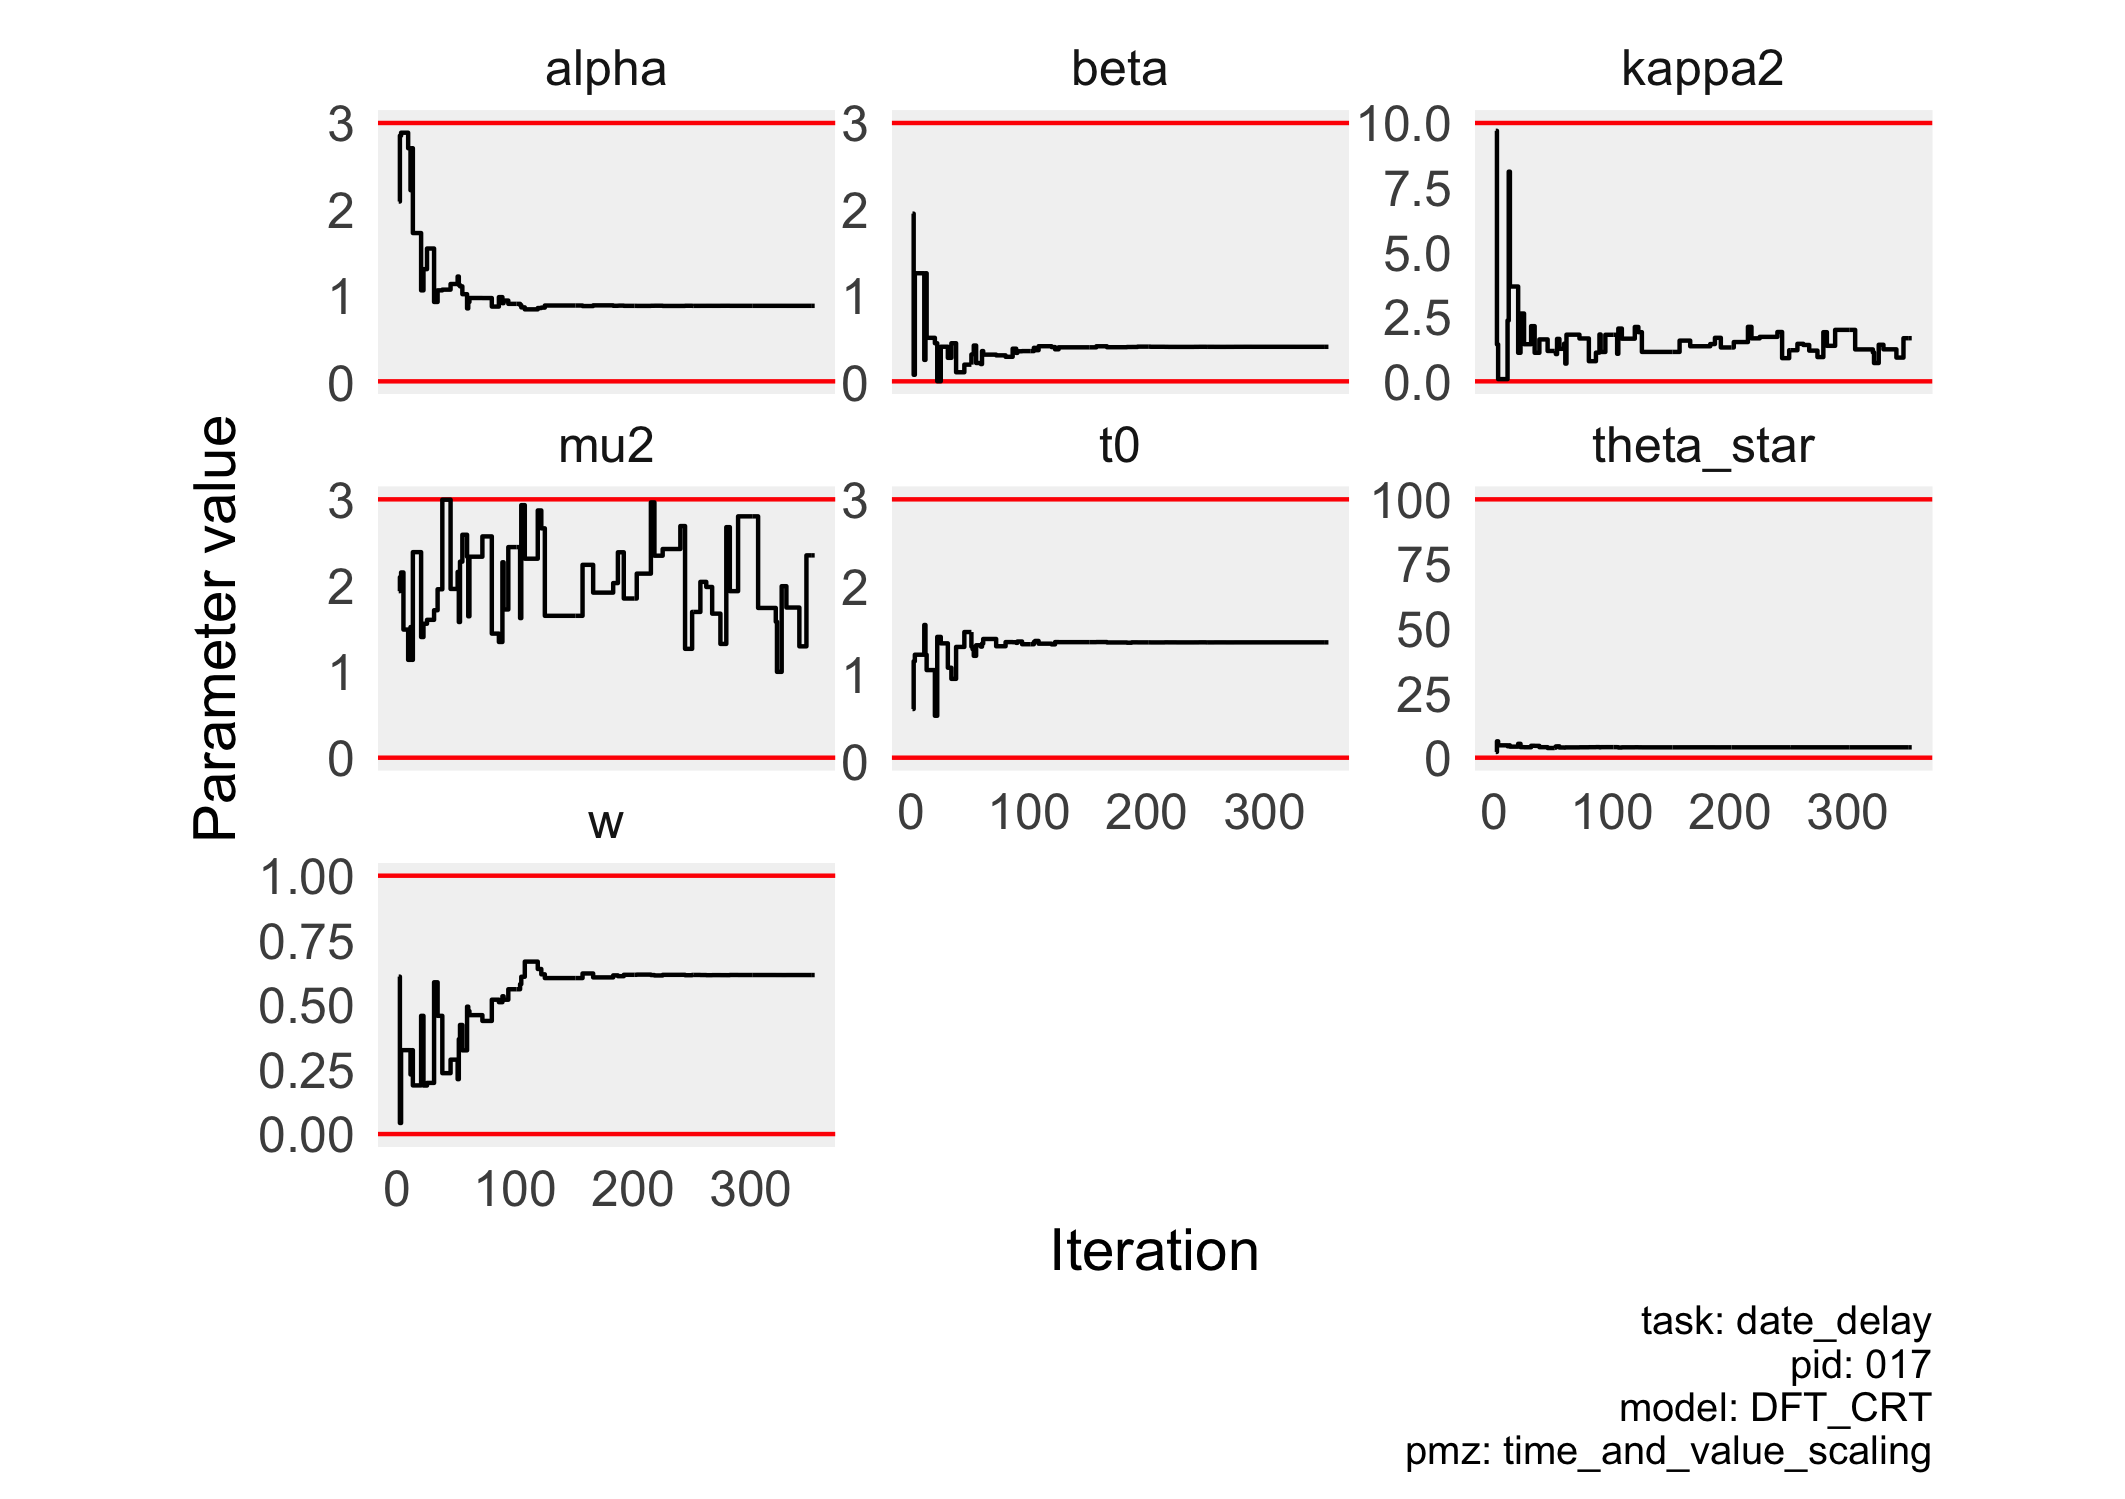 alpha
beta
kappa2
3
2
1
0
3
2
1
0
10.0
7.5
5.0
2.5
0.0
mu2
t0
theta_star
3
2
1
0
3
2
1
0
100
75
50
25
0
0 100 200 300
0 100 200 300
w
1.00
0.75
0.50
0.25
0.00
0 100 200 300
Parameter value
Iteration
task: date_delay
pid: 017
model: DFT_CRT
pmz: time_and_value_scaling